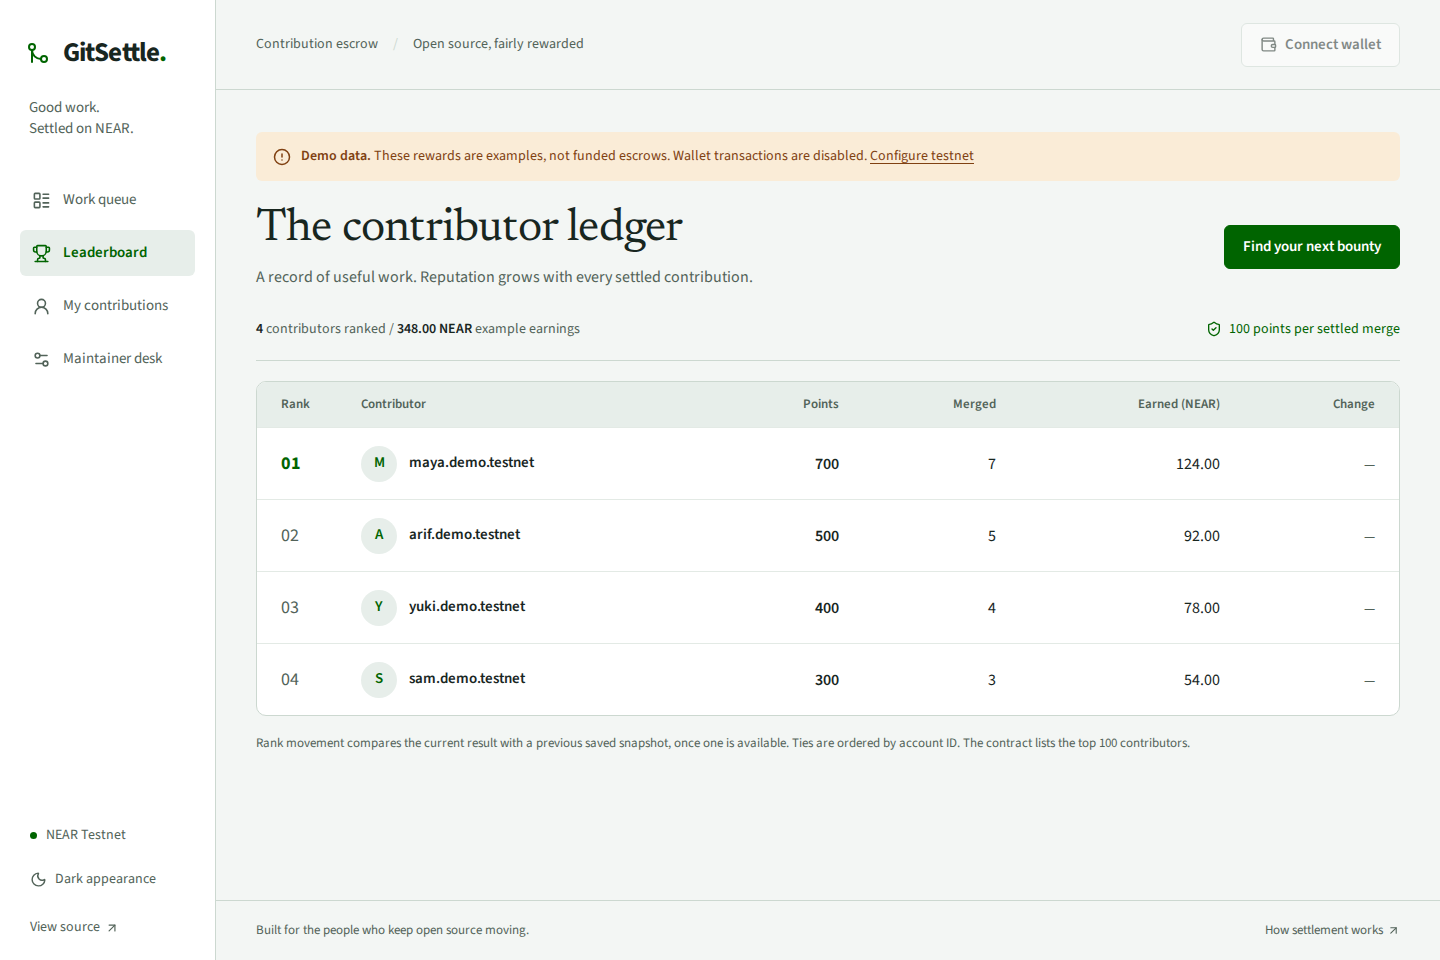 GitSettle.
Good work.
Settled on NEAR.
Work queue
Leaderboard
My contributions
Maintainer desk
NEAR Testnet
Dark appearance
View source
Contribution escrow / Open source, fairly rewarded
Connect wallet
Demo data. These rewards are examples, not funded escrows. Wallet transactions are disabled. Configure testnet
The contributor ledger
A record of useful work. Reputation grows with every settled contribution.
Find your next bounty
4 contributors ranked / 348.00 NEAR example earnings
100 points per settled merge
Rank Contributor Points Merged Earned (NEAR) Change
01 M maya.demo.testnet 700 7 124.00 —
02 A arif.demo.testnet 500 5 92.00 —
03 Y yuki.demo.testnet 400 4 78.00 —
04 S sam.demo.testnet 300 3 54.00 —
Rank movement compares the current result with a previous saved snapshot, once one is available. Ties are ordered by account ID. The contract lists the top 100 contributors.
Built for the people who keep open source moving.
How settlement works